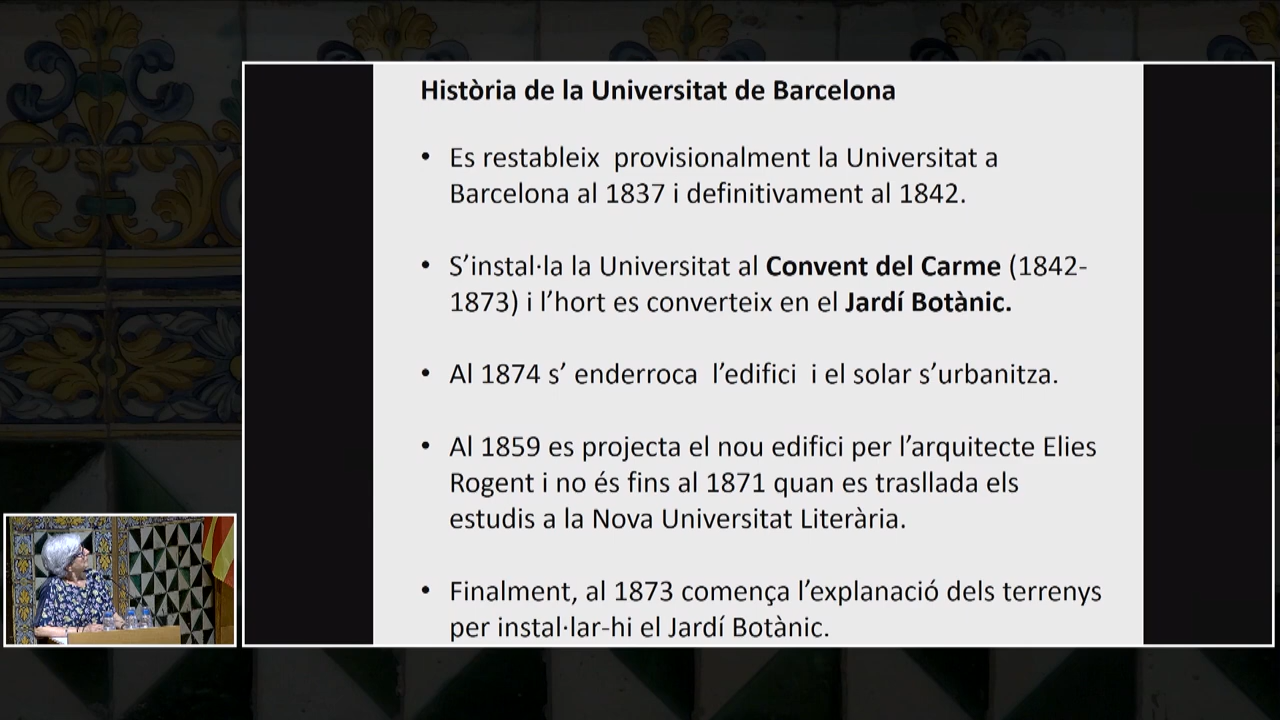 Història de la Universitat de Barcelona
• Es restableix provisionalment la Universitat a
Barcelona al 1837 i definitivament al 1842.
• S’instal·la la Universitat al Convent del Carme (1842-
1873) i l’hort es converteix en el Jardí Botànic.
• Al 1874 s’ enderroca l’edifici i el solar s’urbanitza.
• Al 1859 es projecta el nou edifici per l’arquitecte Elies
Rogent i no és fins al 1871 quan es trasllada els
estudis a la Nova Universitat Literària.
• Finalment, al 1873 comença l’explanació dels terrenys
per instal·lar-hi el Jardí Botànic.